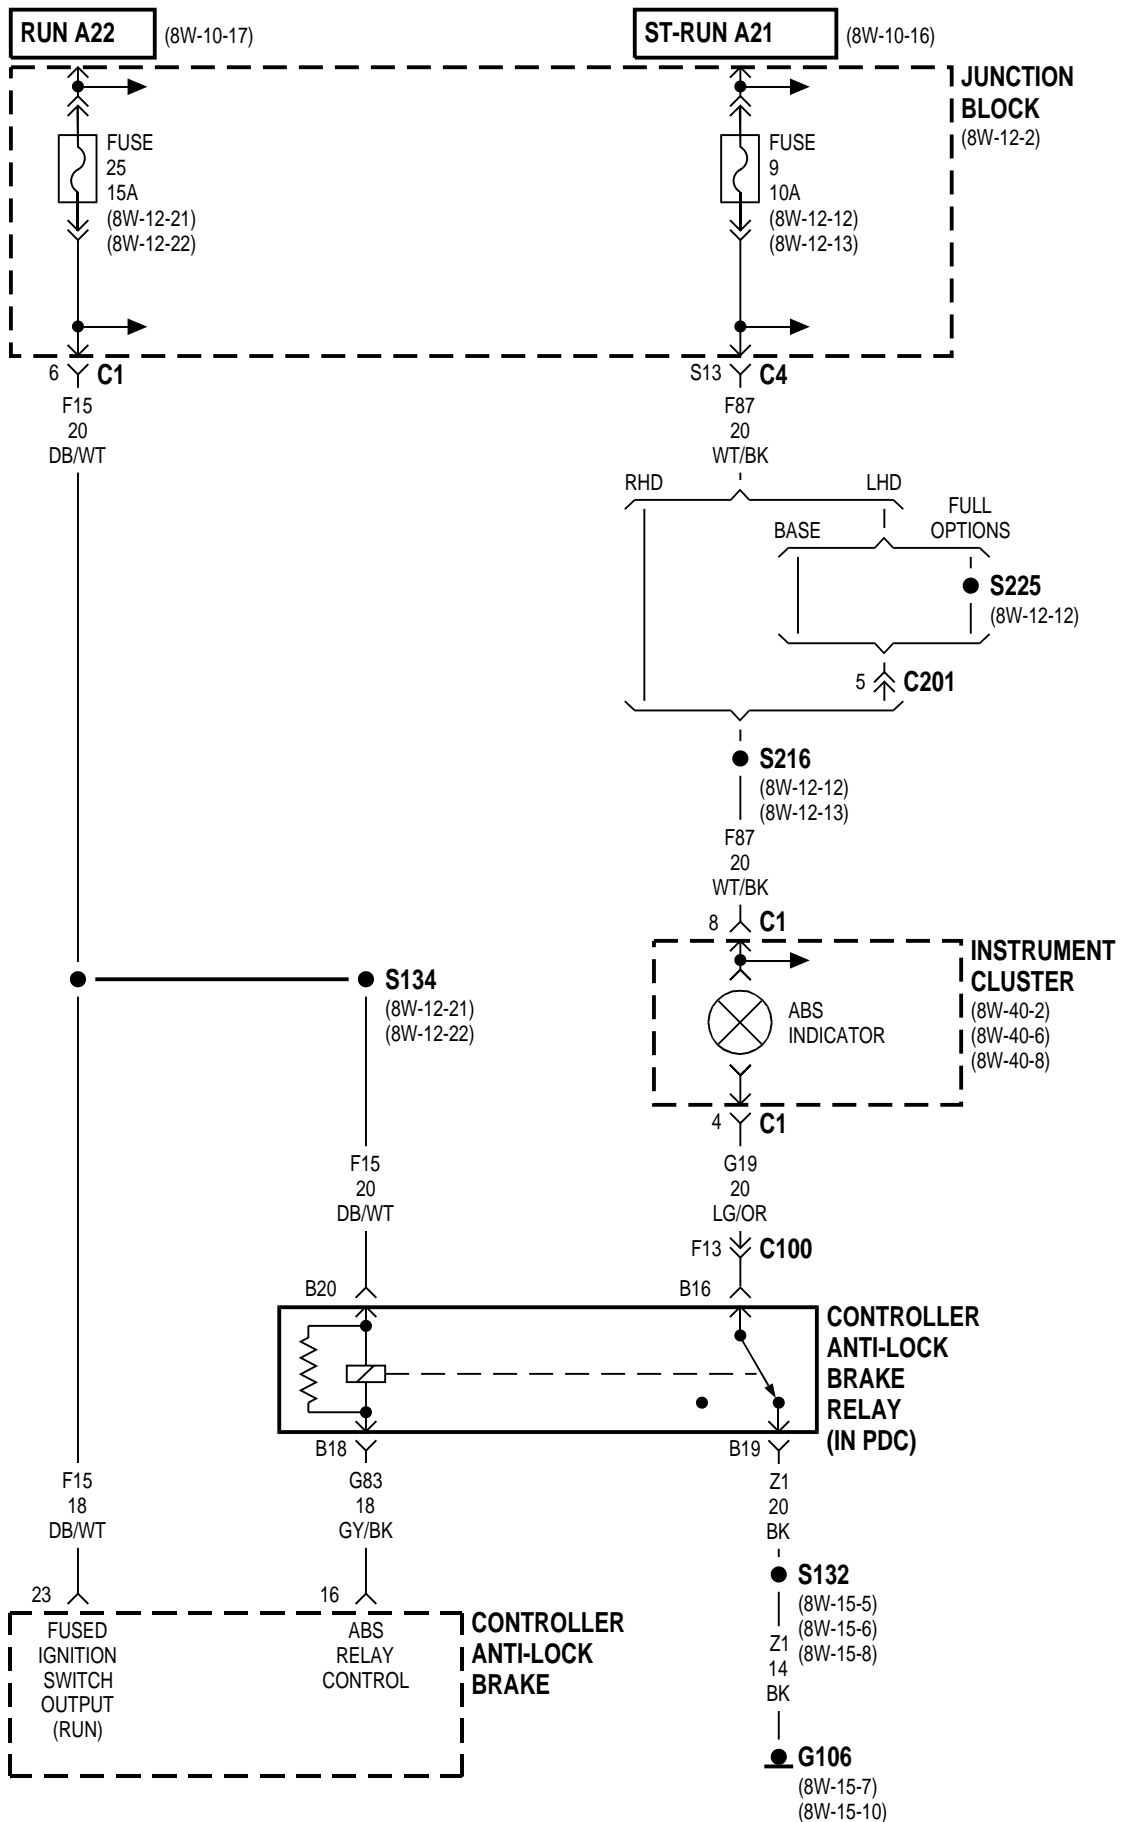 RUN A22 (8W-10-17)
ST-RUN A21 (8W-10-16)
JUNCTION
BLOCK
(8W-12-2)
FUSE
25
15A
(8W-12-21)
(8W-12-22)
FUSE
9
10A
(8W-12-12)
(8W-12-13)
6 C1
F15
20
DB/WT
S13 C4
F87
20
WT/BK
RHD LHD
BASE
FULL
OPTIONS
S225
(8W-12-12)
5 C201
S216
(8W-12-12)
(8W-12-13)
F87
20
WT/BK
8 C1
INSTRUMENT
CLUSTER
(8W-40-2)
(8W-40-6)
(8W-40-8)
ABS
INDICATOR
S134
(8W-12-21)
(8W-12-22)
4 C1
F15
20
DB/WT
G19
20
LG/OR
F13 C100
B20
B16
CONTROLLER
ANTI-LOCK
BRAKE
RELAY
(IN PDC)
B18
B19
F15
18
DB/WT
G83
18
GY/BK
Z1
20
BK
S132
(8W-15-5)
(8W-15-6)
(8W-15-8)
Z1
14
BK
23
16
FUSED
IGNITION
SWITCH
OUTPUT
(RUN)
ABS
RELAY
CONTROL
CONTROLLER
ANTI-LOCK
BRAKE
G106
(8W-15-7)
(8W-15-10)